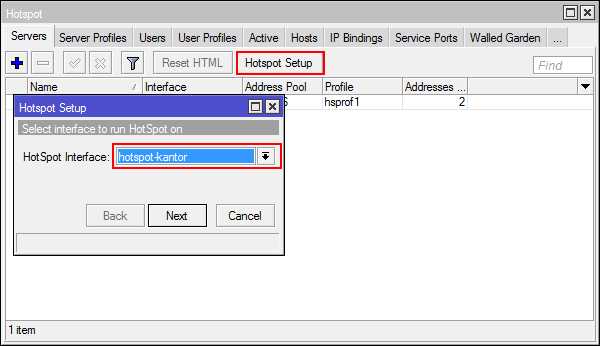 Hotspot
Servers Server Profiles Users User Profiles Active Hosts IP Bindings Service Ports Walled Garden ...
Reset HTML Hotspot Setup Find
Name Interface Address Pool Profile Addresses ...
hsprof1 2
Hotspot Setup
Select interface to run HotSpot on
HotSpot Interface: hotspot-kantor
Back Next Cancel
1 item